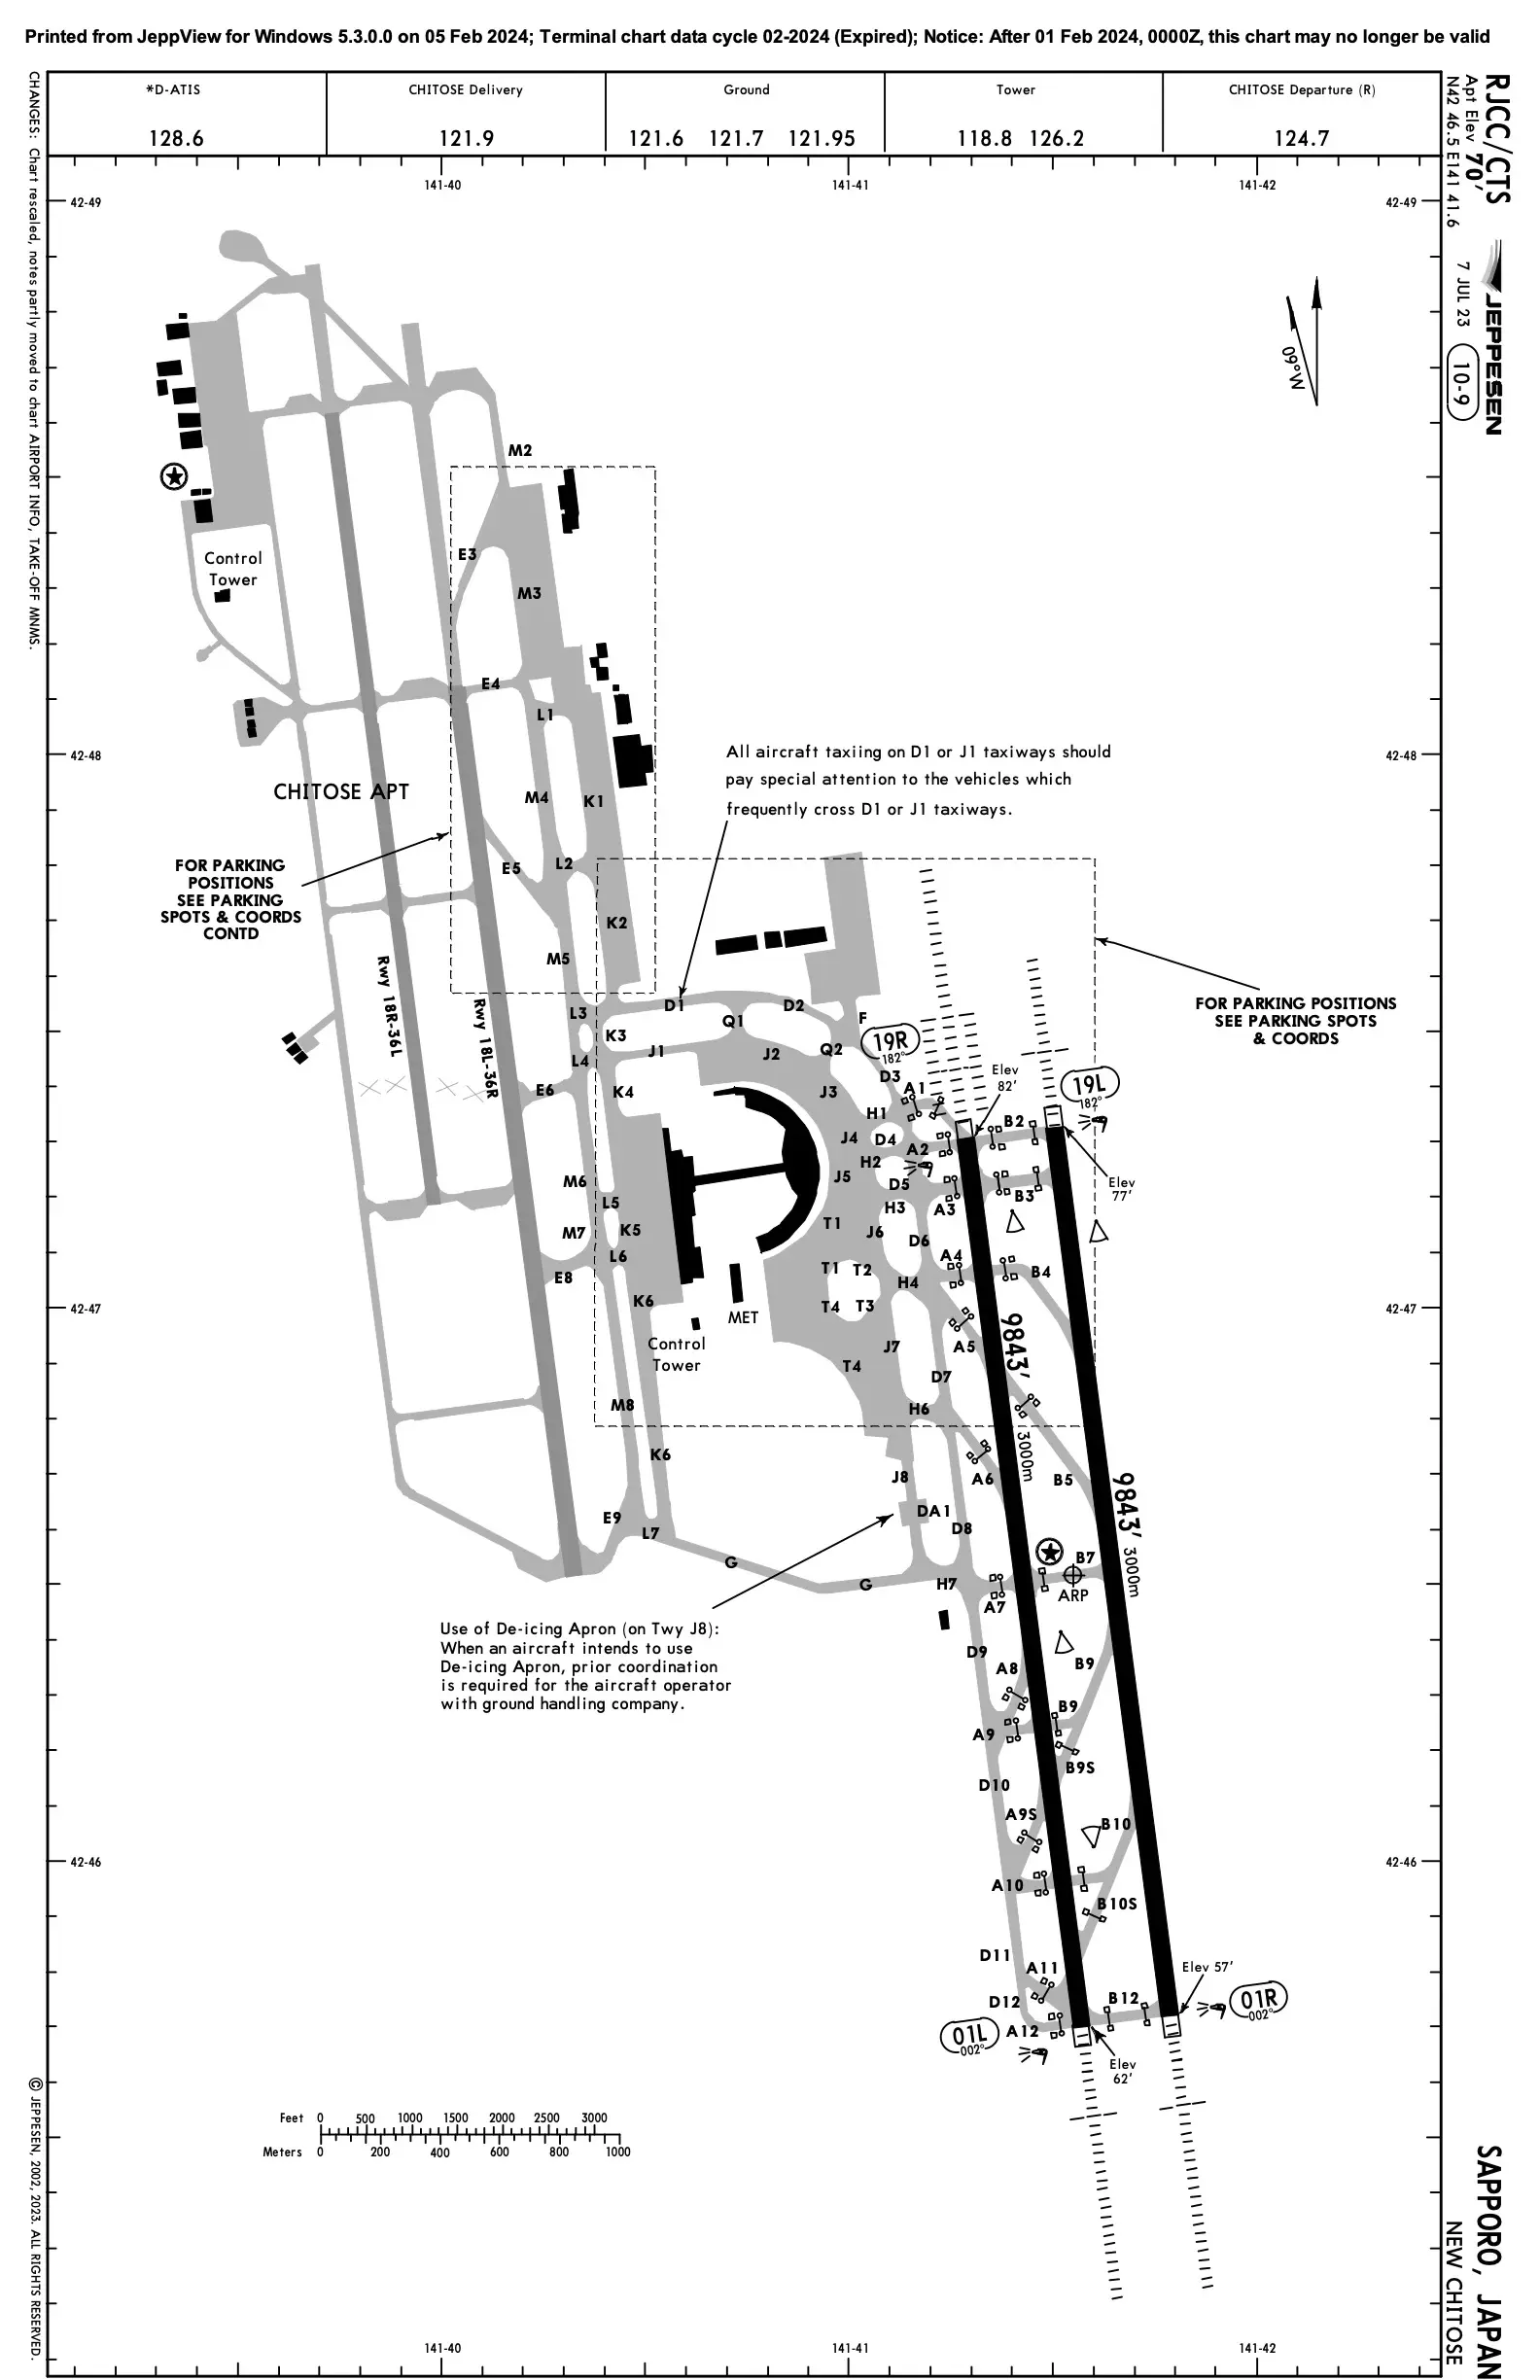 Printed from JeppView for Windows 5.3.0.0 on 05 Feb 2024; Terminal chart data cycle 02-2024 (Expired); Notice: After 01 Feb 2024, 0000Z, this chart may no longer be valid
RJCC/CTS
Apt Elev 70'
N42 46.5 E141 41.6
JEPPESEN
7 JUL 23
10-9
SAPPORO, JAPAN
NEW CHITOSE
CHANGES: Chart rescaled, notes partly moved to chart AIRPORT INFO, TAKE-OFF MNMS.
© JEPPESEN, 2002, 2023. ALL RIGHTS RESERVED.
*D-ATIS
128.6
CHITOSE Delivery
121.9
Ground
121.6 121.7 121.95
Tower
118.8 126.2
CHITOSE Departure (R)
124.7
141-40 141-41 141-42
42-49 42-49
09°W
M2
E3
Control
Tower
M3
E4
L1
42-48 42-48
All aircraft taxiing on D1 or J1 taxiways should
pay special attention to the vehicles which
frequently cross D1 or J1 taxiways.
CHITOSE APT
M4 K1
FOR PARKING
POSITIONS
SEE PARKING
SPOTS & COORDS
CONTD
E5 L2
K2
M5
Rwy 18R-36L
Rwy 18L-36R
FOR PARKING POSITIONS
SEE PARKING SPOTS
& COORDS
L3 D1 Q1 D2 F
K3 J1 J2 Q2
19R
182°
L4
E6 K4 J3 D3 A1
Elev
82'
19L
182°
H1 B2
J4 D4 A2
H2
M6 J5 D5
Elev
77'
L5 H3 A3 B3
M7 K5 T1 J6 D6
L6 A4
E8 T1 T2 H4 B4
42-47 42-47
K6 T4 T3
MET
Control
Tower
9843'
3000m
J7 A5
T4 D7
M8 H6
K6
J8 A6 B5
9843'
3000m
E9 DA1
L7 D8
G B7
G H7
ARP
A7
Use of De-icing Apron (on Twy J8):
When an aircraft intends to use
De-icing Apron, prior coordination
is required for the aircraft operator
with ground handling company.
D9 A8 B9
B9
A9
B9S
D10
A9S B10
42-46 42-46
A10
B10S
D11
A11
Elev 57'
D12 B12
01R
002°
01L
002°
A12
Elev
62'
Feet 0 500 1000 1500 2000 2500 3000
Meters 0 200 400 600 800 1000
141-40 141-41 141-42